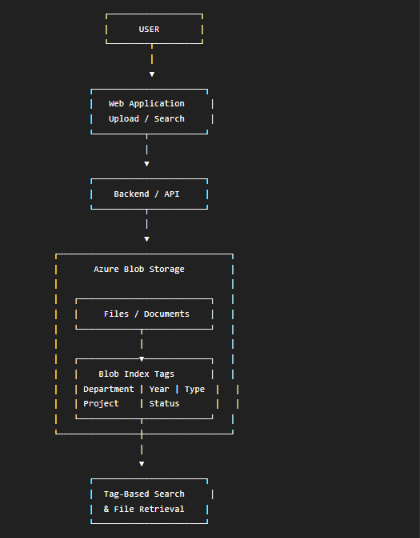 USER
Web Application
Upload / Search
Backend / API
Azure Blob Storage
Files / Documents
Blob Index Tags
Department | Year | Type
Project | Status
Tag-Based Search
& File Retrieval